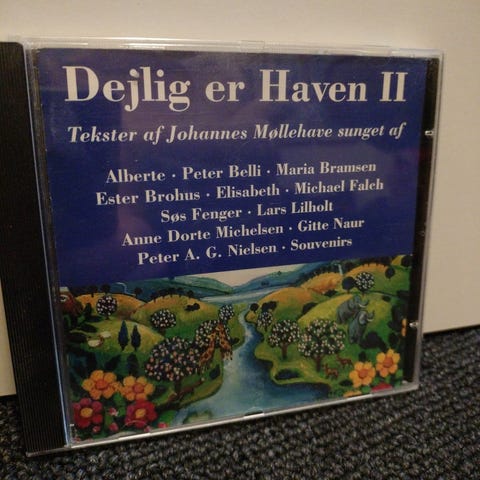 Dejlig er Haven II
Tekster af Johannes Møllehave sunget af
Alberte · Peter Belli · Maria Bramsen
Ester Brohus · Elisabeth · Michael Falch
Søs Fenger · Lars Lilholt
Anne Dorte Michelsen · Gitte Naur
Peter A. G. Nielsen · Souvenirs